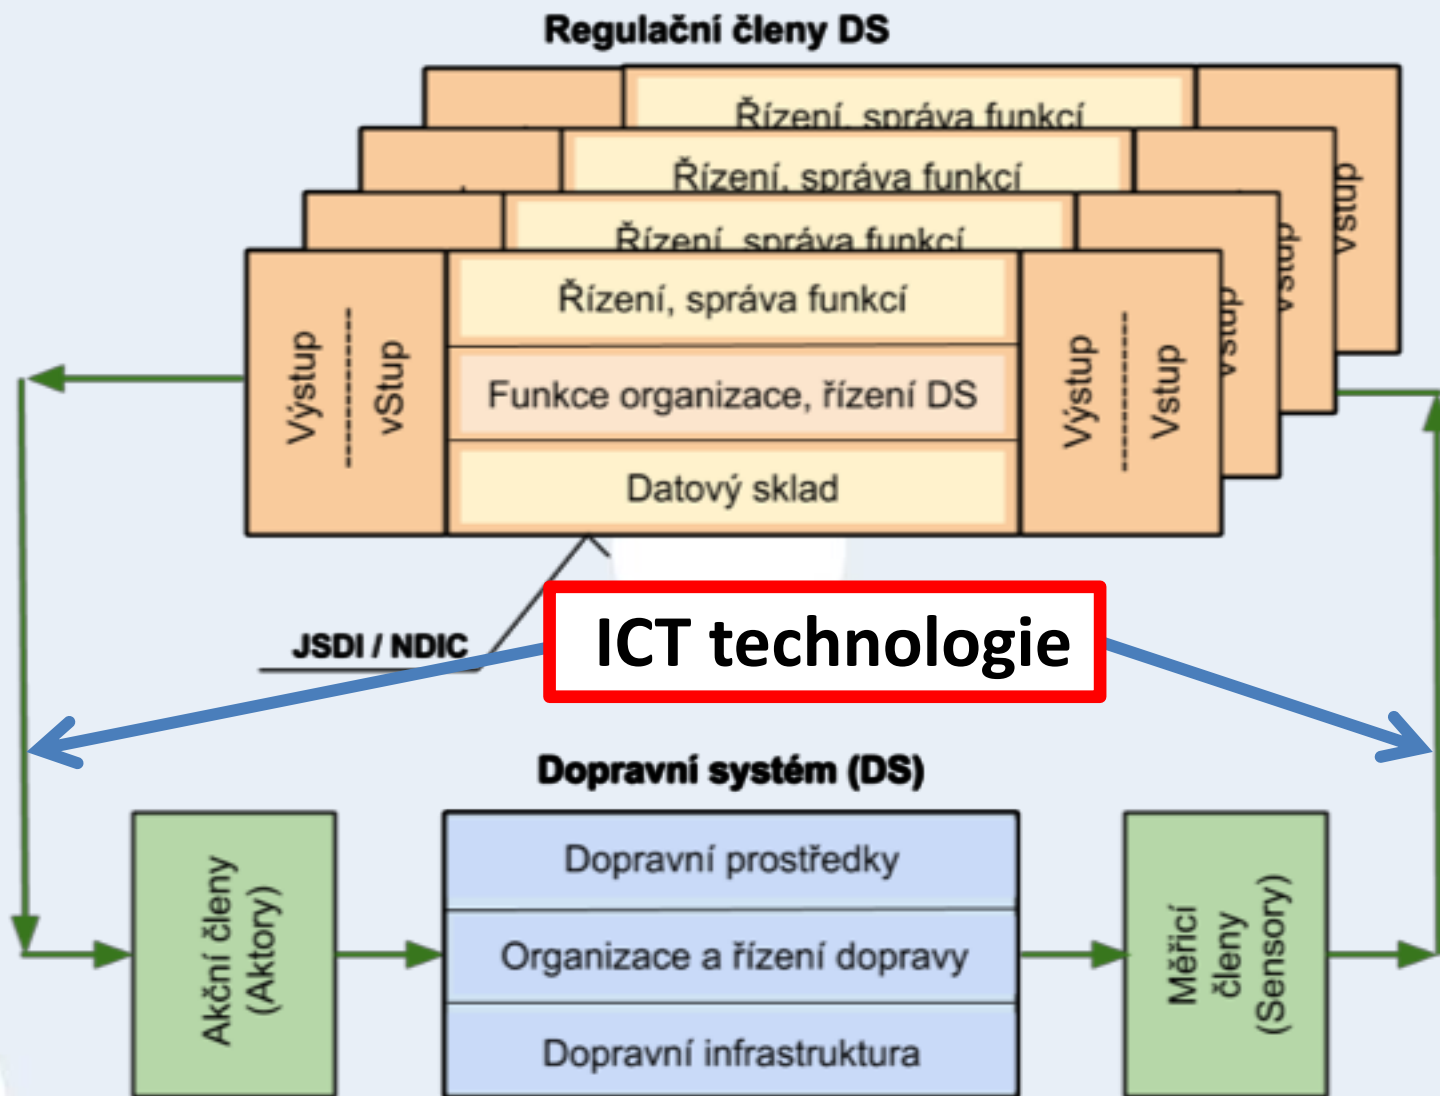 Regulační členy DS
Řízení, správa funkcí
Řízení, správa funkcí
Řízení, správa funkcí
Řízení, správa funkcí
Funkce organizace, řízení DS
Datový sklad
Výstup
vStup
Výstup
Vstup
Vstup
Vstup
Vstup
JSDI / NDIC
ICT technologie
Dopravní systém (DS)
Akční členy
(Aktory)
Dopravní prostředky
Organizace a řízení dopravy
Dopravní infrastruktura
Měřicí
členy
(Sensory)